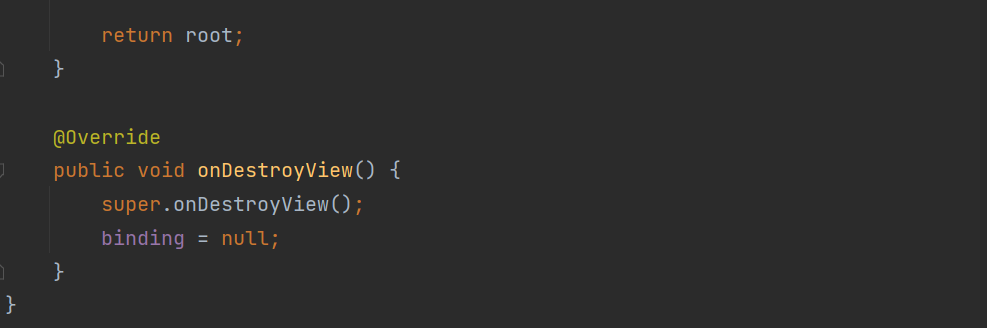 return root;
}
@Override
public void onDestroyView() {
super.onDestroyView();
binding = null;
}
}